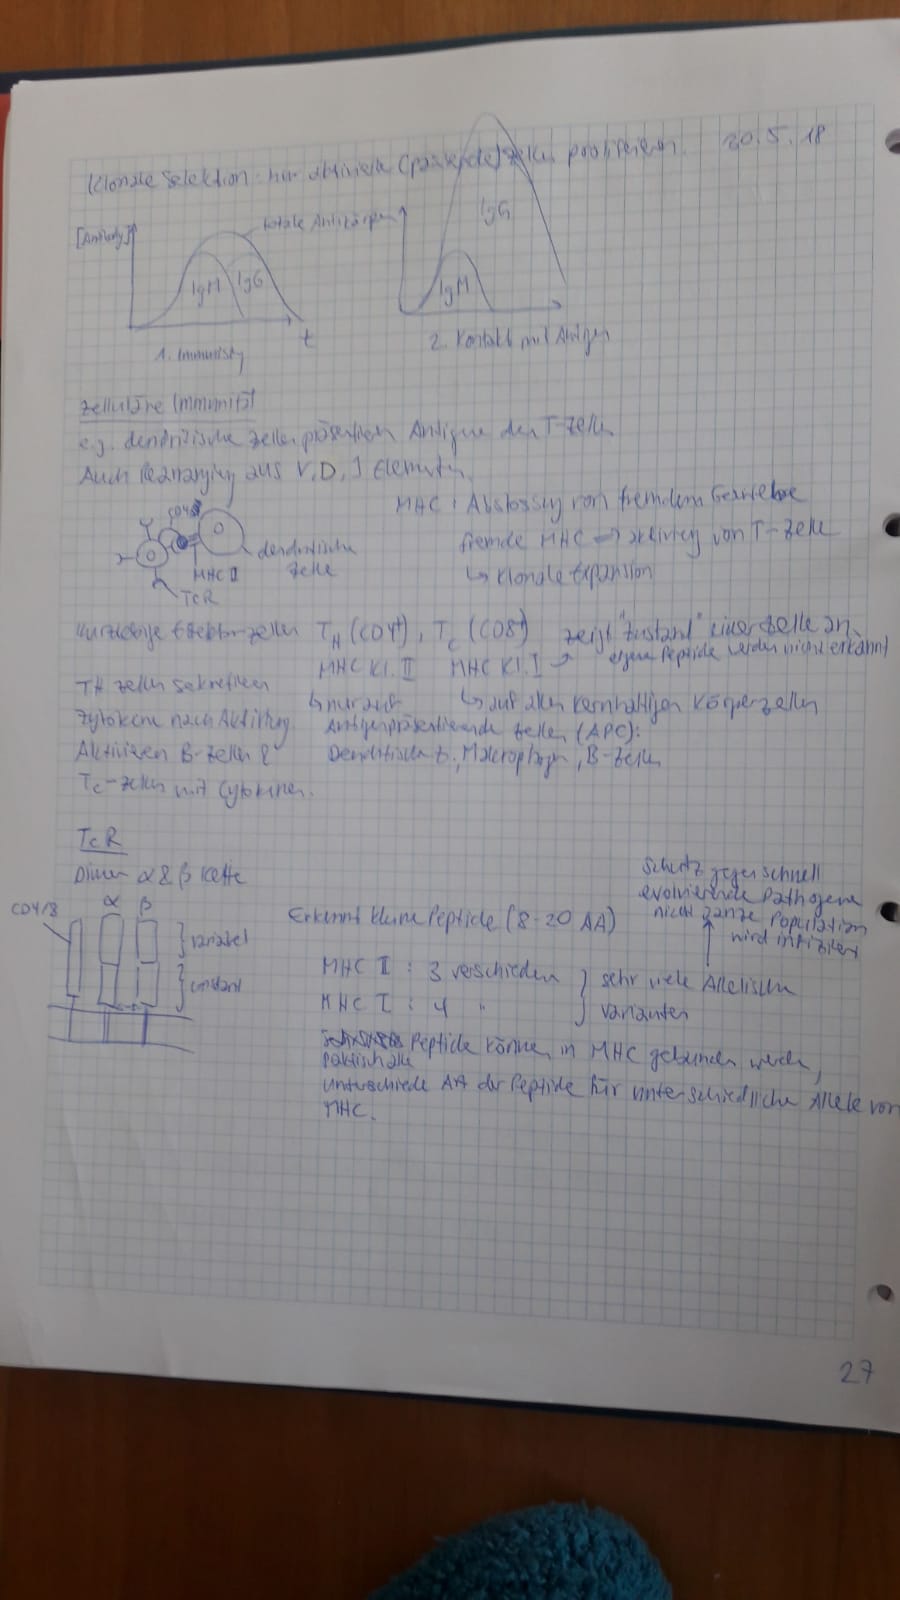 Klonale Selektion: nur aktivierte (passende) Zellen proliferieren. 20.5.18
[Antibody]
totale Antikörper
IgM
IgG
t
1. Immunisg
IgG
IgM
2. Kontakt mit Antigen
Zelluläre Immunität
e.g. dendritische Zellen präsentieren Antigene den T-Zellen
Auch Rearranging aus V, D, J Elementen
CD4
dendritische Zelle
MHC II
TcR
MHC: Abstossung von fremdem Gewebe
fremde MHC → aktivierg von T-Zelle
↳ klonale Expansion
Kurzlebige Effektorzellen TH (CD4+), TC (CD8+) zeigt "Zustand" einer Zelle an.
MHC Kl. II MHC Kl. I → eigene Peptide werden nicht erkannt
TH Zellen sekretieren
Zytokine nach Aktivierung.
Aktivieren B-Zellen &
Tc-Zellen mit Cytokinen.
↳ nur auf
Antigenpräsentierende Zellen (APC):
Dendritische Z., Macrophagen, B-Zellen
↳ auf allen kernhaltigen Körperzellen
TcR
Dimer α & β Kette
CD4/8
α β
variabel
constant
Erkennt kleine Peptide (8-20 AA)
MHC II : 3 verschieden
MHC I : 4 "
sehr viele Allelische
Varianten
Schutz gegen schnell
evolvierende Pathogene
nicht ganze Population
wird infiziert
Peptide können in MHC gebunden werden,
praktisch alle
unterschiede AA der Peptide für unterschiedliche Allele von
MHC.
27